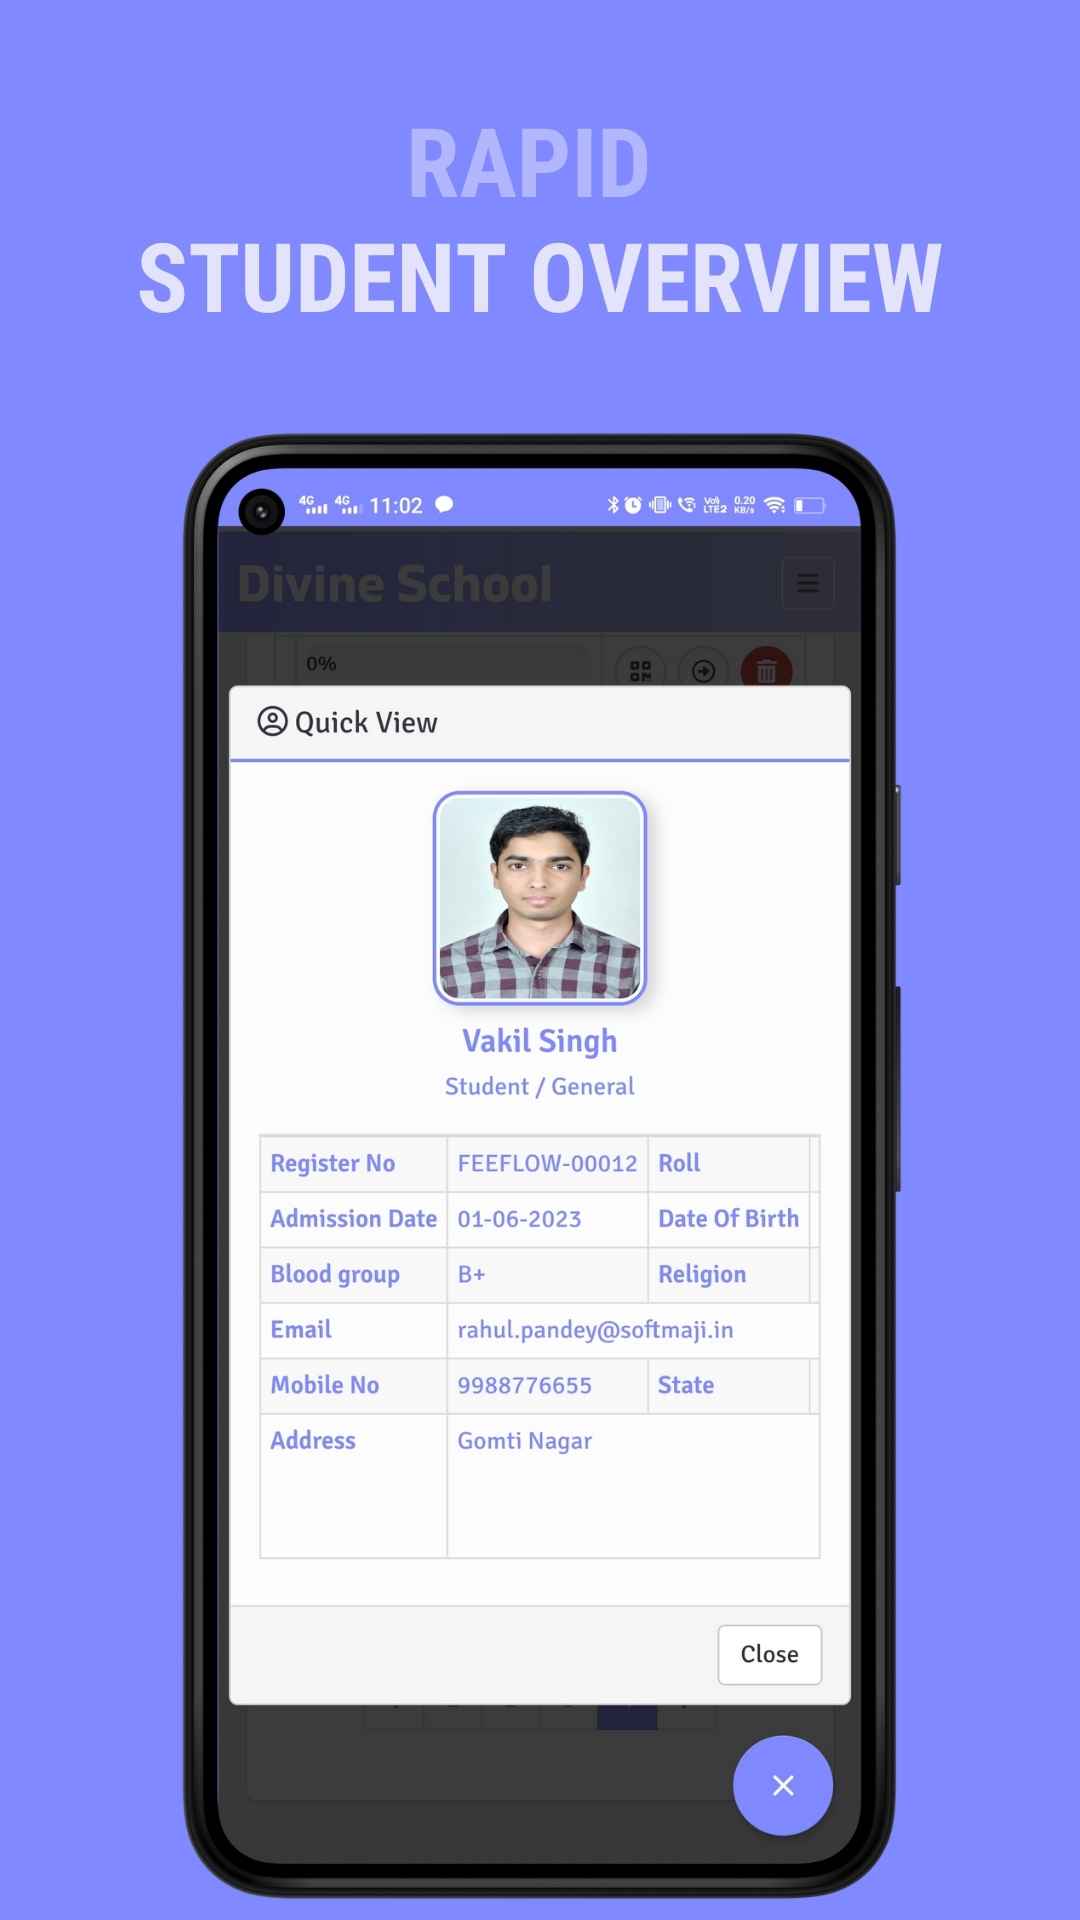 RAPID
STUDENT OVERVIEW
4G 4G 11:02 VoLTE2 0.20 KB/s
Divine School
0%
Quick View
Vakil Singh
Student / General
Register No FEEFLOW-00012 Roll
Admission Date 01-06-2023 Date Of Birth
Blood group B+ Religion
Email rahul.pandey@softmaji.in
Mobile No 9988776655 State
Address Gomti Nagar
Close